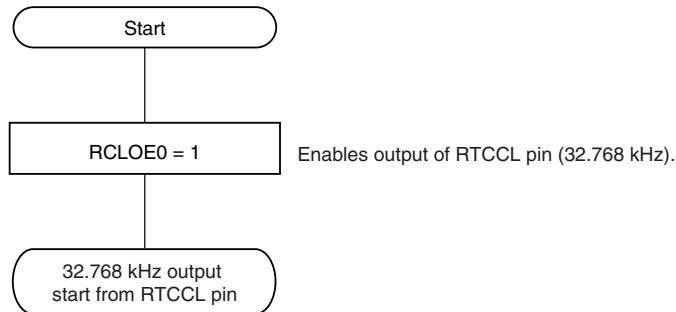 Start
RCLOE0 = 1
Enables output of RTCCL pin (32.768 kHz).
32.768 kHz output
start from RTCCL pin